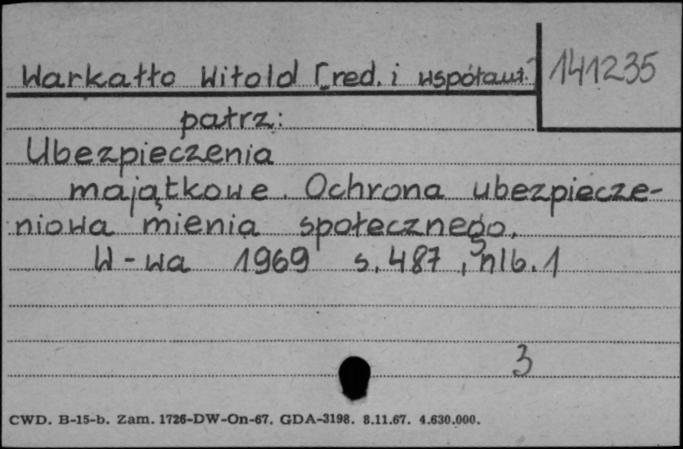 Warkałło Witold [red. i współaut.] 141235
patrz:
Ubezpieczenia
majątkowe. Ochrona ubezpiecze-
niowa mienia społecznego.
W-wa 1969 s. 487, nlb. 1
3
CWD. B-15-b. Zam. 1726-DW-On-67. GDA-3198. 8.11.67. 4.630.000.